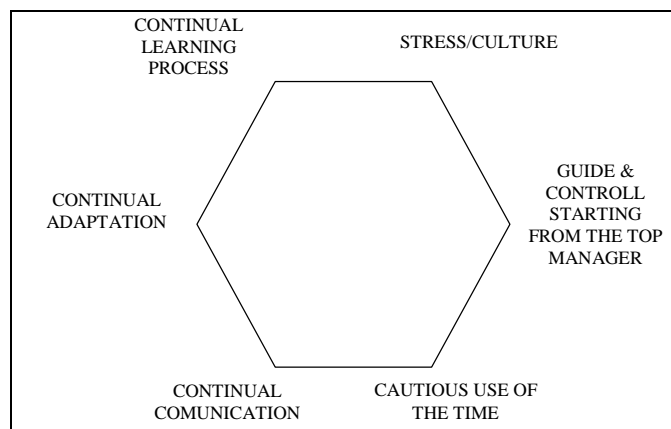 CONTINUAL
LEARNING
PROCESS
STRESS/CULTURE
GUIDE &
CONTROLL
STARTING
FROM THE TOP
MANAGER
CONTINUAL
ADAPTATION
CONTINUAL
COMUNICATION
CAUTIOUS USE OF
THE TIME